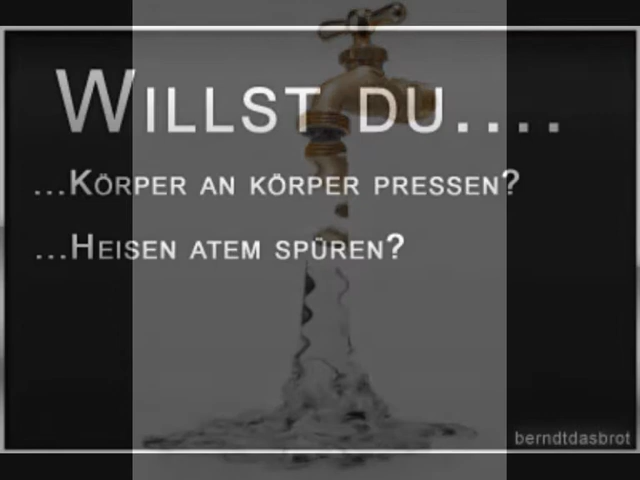 WILLST DU....
...KÖRPER AN KÖRPER PRESSEN?
...HEISEN ATEM SPÜREN?
berndtdasbrot